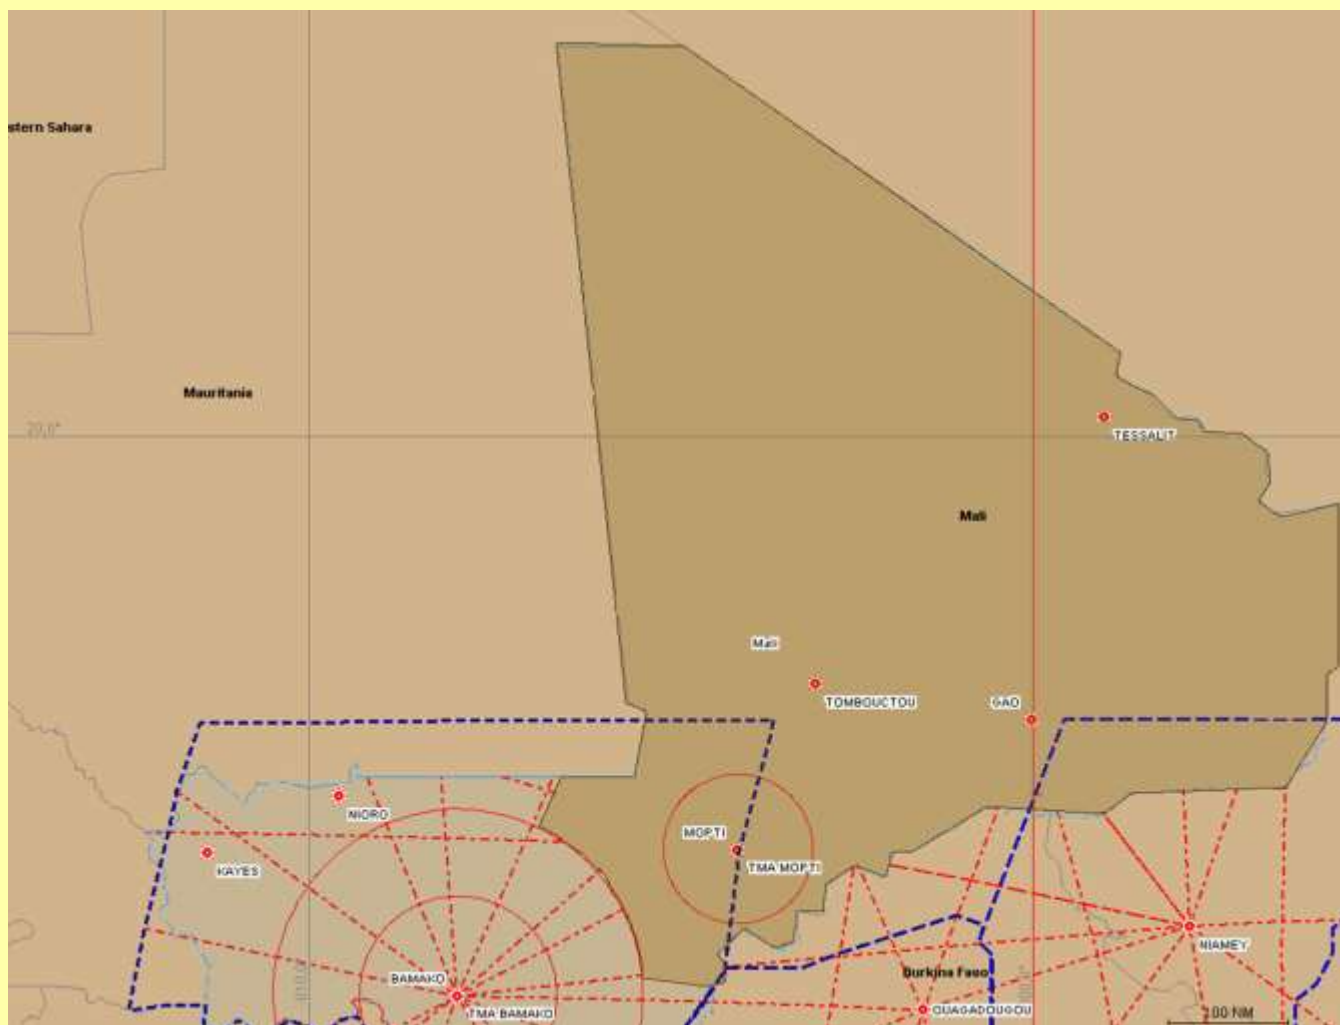 stern Sahara
Mauritania
20,0°
TESSALIT
Mali
Mali
TOMBOUCTOU
GAO
NIORO
MOPTI
TMA MOPTI
KAYES
NIAMEY
BAMAKO
Burkina Faso
TMA BAMAKO
OUAGADOUGOU
100 NM